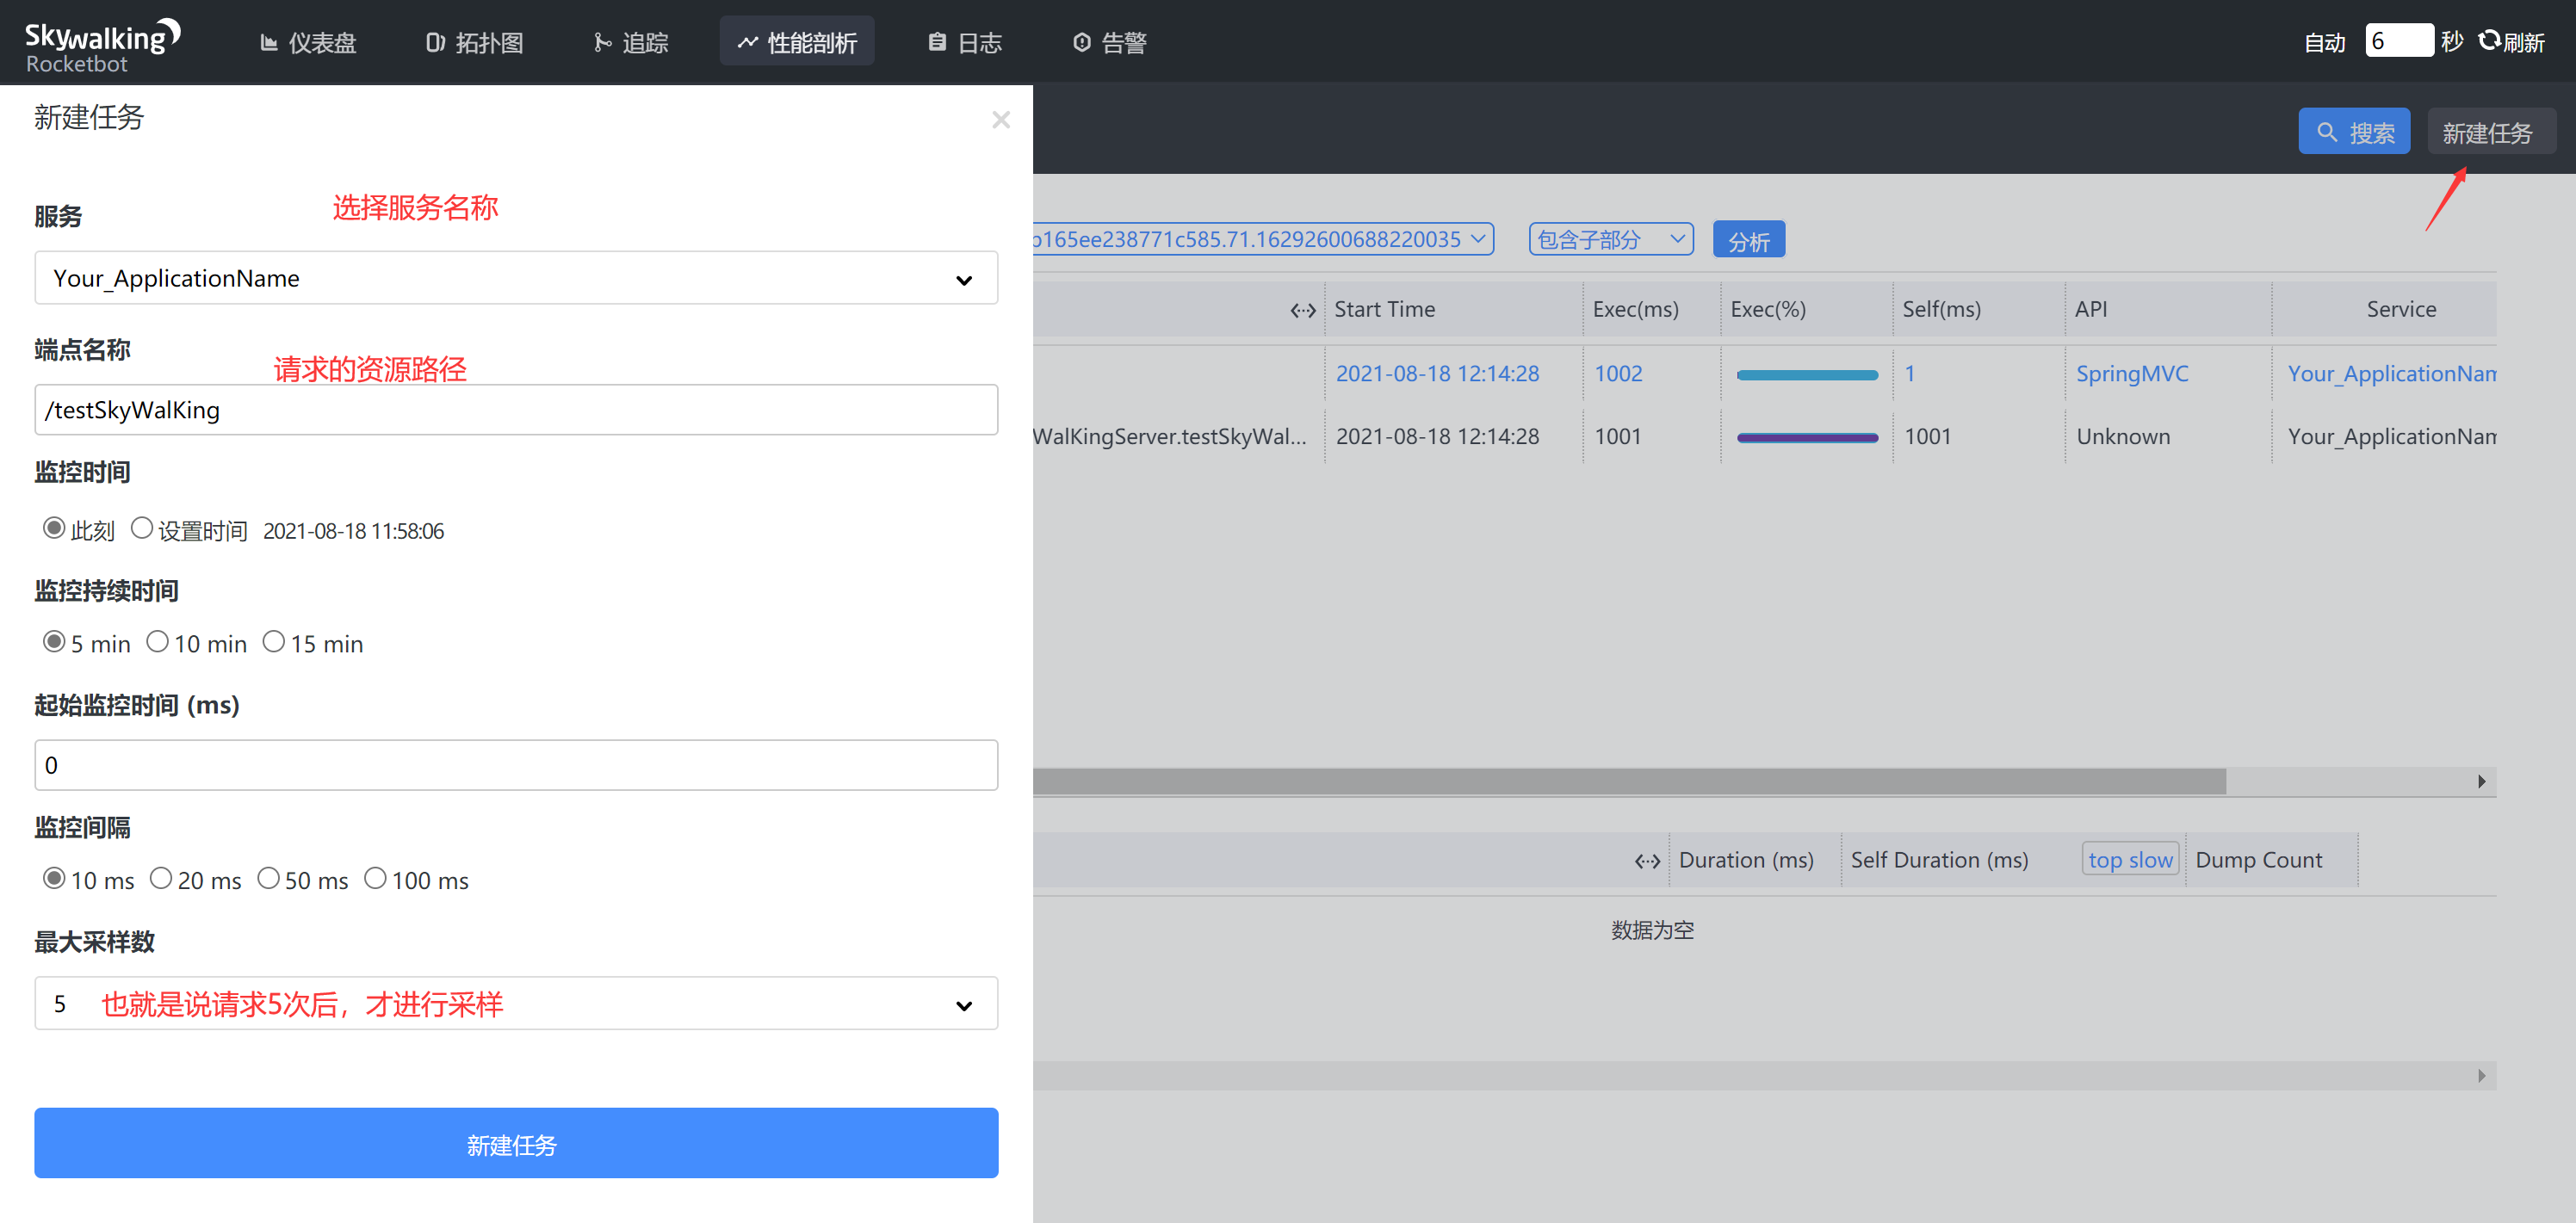 Skywalking
Rocketbot
仪表盘
拓扑图
追踪
性能剖析
日志
告警
自动 6 秒 刷新
新建任务
搜索
新建任务
服务
选择服务名称
Your_ApplicationName
端点名称
请求的资源路径
/testSkyWalKing
监控时间
此刻 设置时间 2021-08-18 11:58:06
监控持续时间
5 min 10 min 15 min
起始监控时间 (ms)
0
监控间隔
10 ms 20 ms 50 ms 100 ms
最大采样数
5 也就是说请求5次后，才进行采样
新建任务
b165ee238771c585.71.16292600688220035 包含子部分 分析
Start Time Exec(ms) Exec(%) Self(ms) API Service
2021-08-18 12:14:28 1002 1 SpringMVC Your_ApplicationNam
WalKingServer.testSkyWal... 2021-08-18 12:14:28 1001 1001 Unknown Your_ApplicationNam
Duration (ms) Self Duration (ms) top slow Dump Count
数据为空